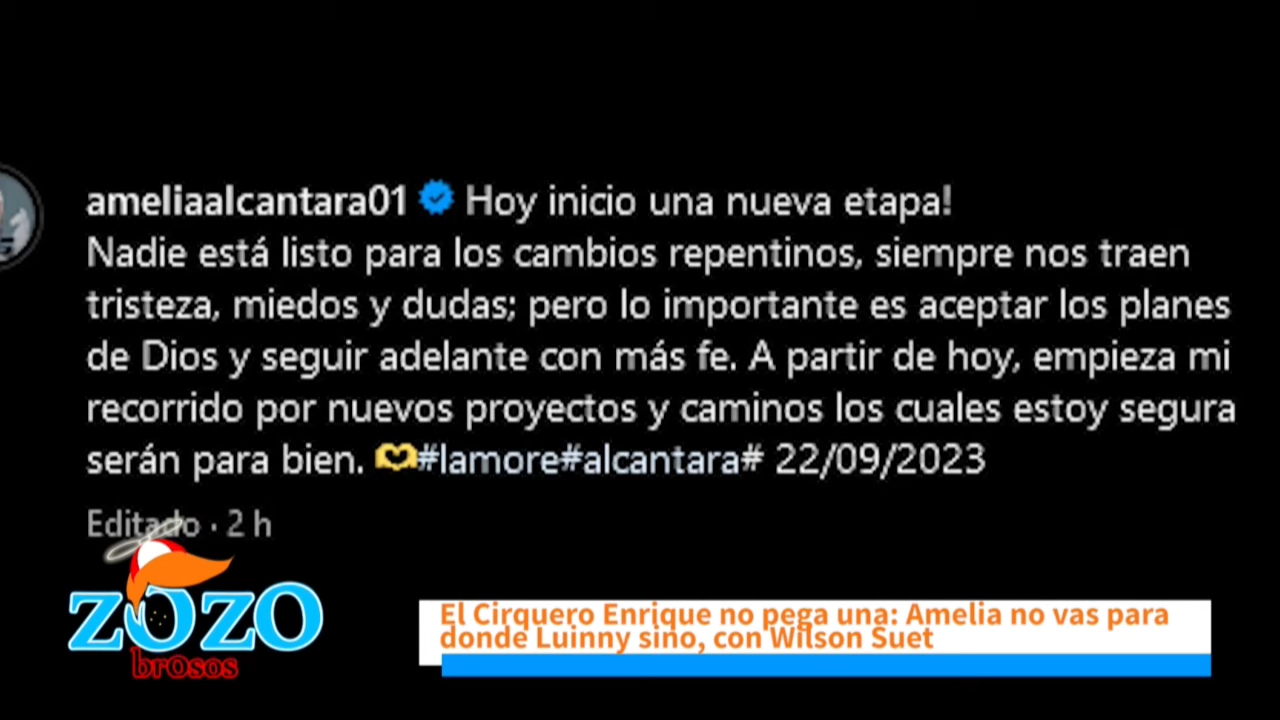 ameliaalcantara01 Hoy inicio una nueva etapa!
Nadie está listo para los cambios repentinos, siempre nos traen
tristeza, miedos y dudas; pero lo importante es aceptar los planes
de Dios y seguir adelante con más fe. A partir de hoy, empieza mi
recorrido por nuevos proyectos y caminos los cuales estoy segura
serán para bien. 🫶#lamore#alcantara# 22/09/2023
Editado · 2 h
zOzO
brOsos
El Cirquero Enrique no pega una: Amelia no vas para
donde Luinny sino, con Wilson Suet